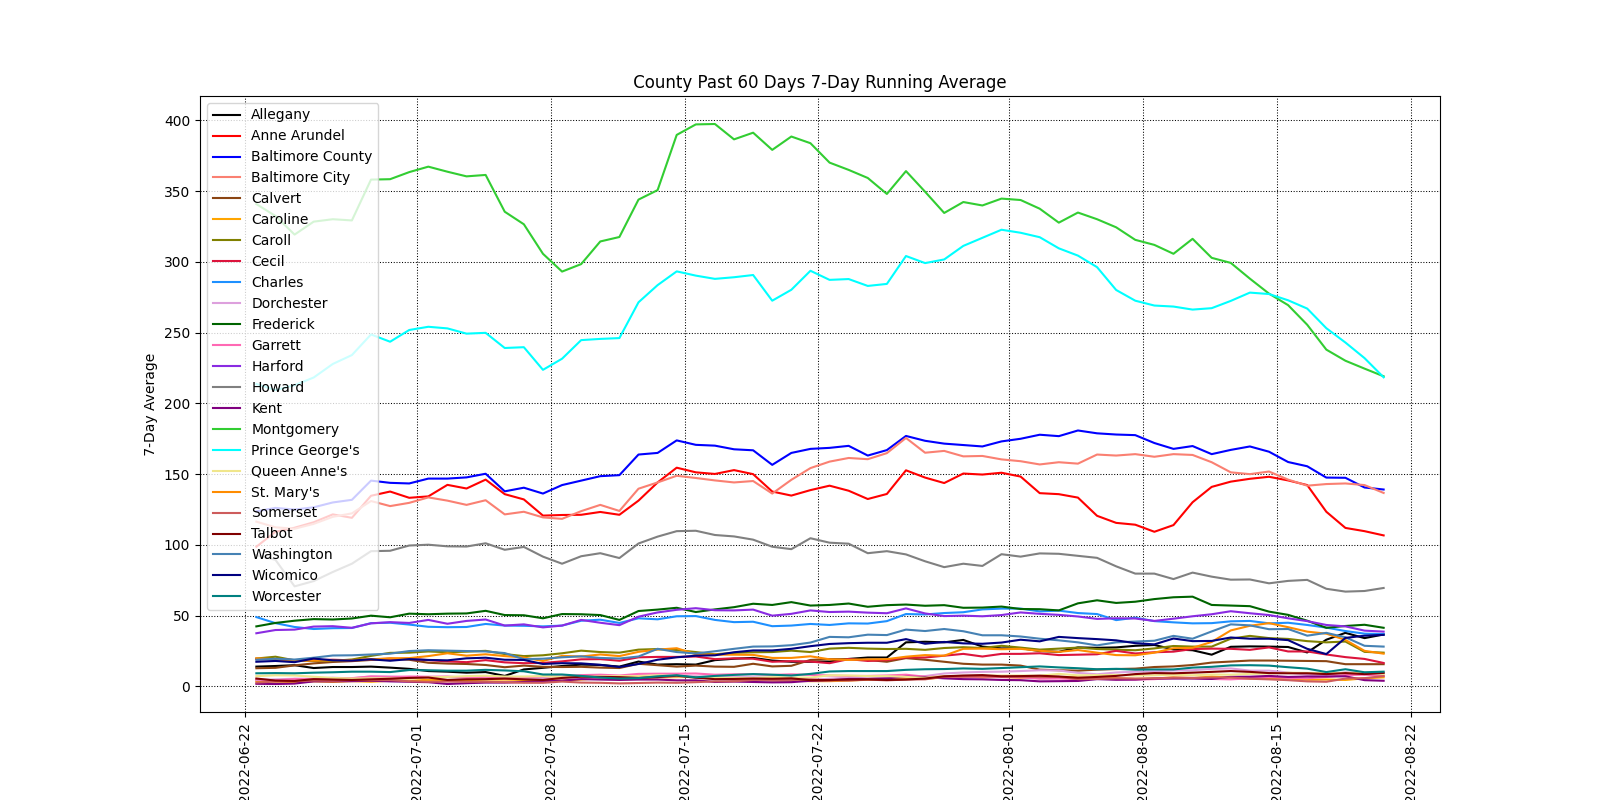 County Past 60 Days 7-Day Running Average
7-Day Average
400
350
300
250
200
150
100
50
0
Allegany
Anne Arundel
Baltimore County
Baltimore City
Calvert
Caroline
Caroll
Cecil
Charles
Dorchester
Frederick
Garrett
Harford
Howard
Kent
Montgomery
Prince George's
Queen Anne's
St. Mary's
Somerset
Talbot
Washington
Wicomico
Worcester
2022-06-22
2022-07-01
2022-07-08
2022-07-15
2022-07-22
2022-08-01
2022-08-08
2022-08-15
2022-08-22